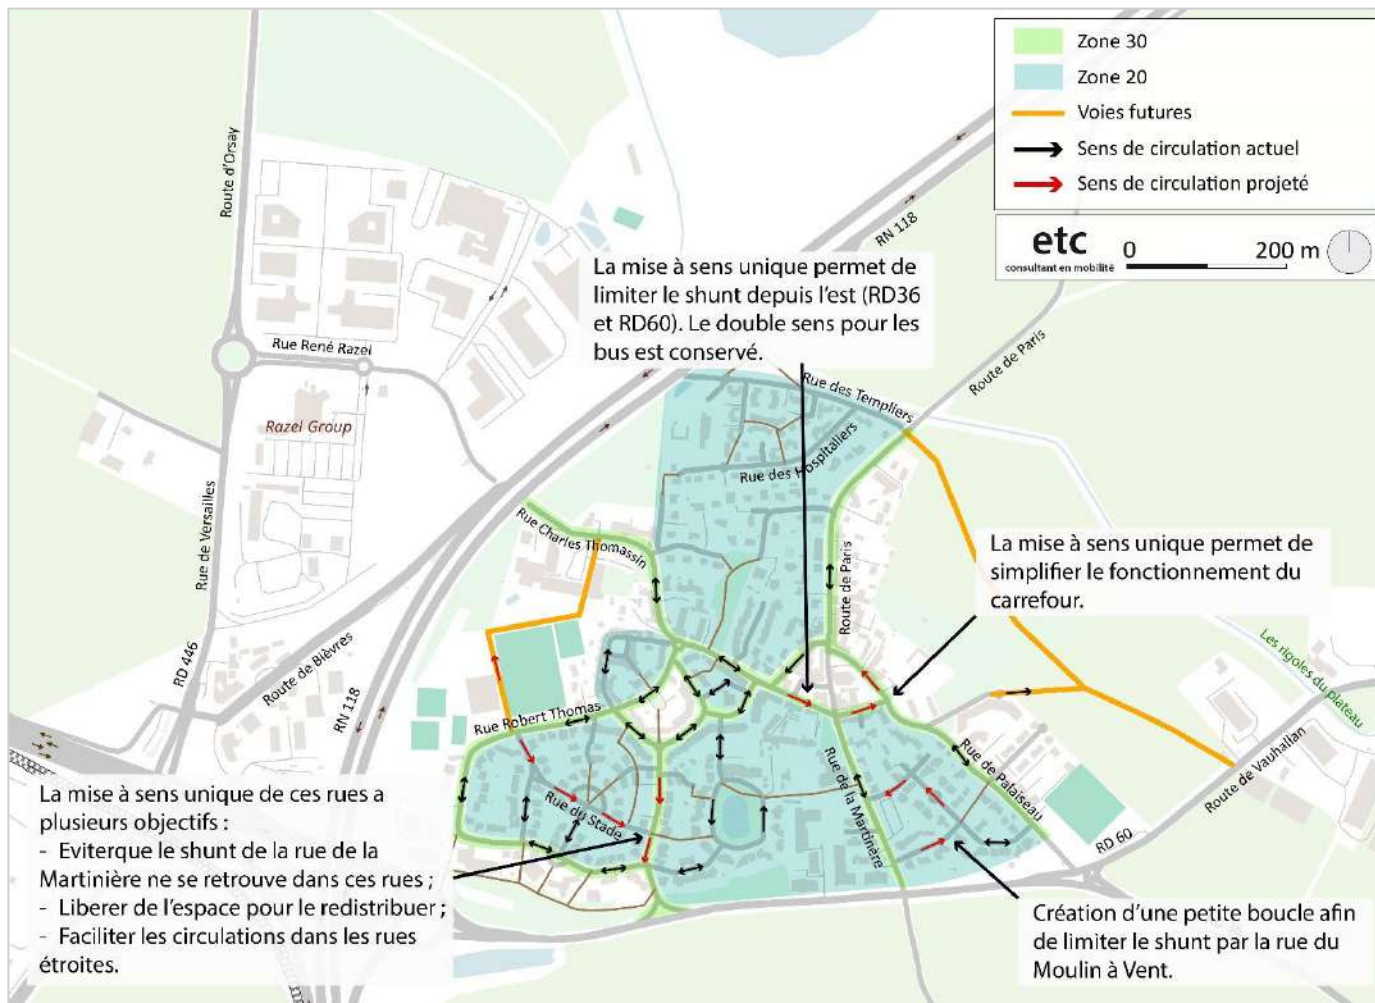 Zone 30
Zone 20
Voies futures
Sens de circulation actuel
Sens de circulation projeté
etc
consultant en mobilité
0
200 m
Route d'Orsay
RN 118
La mise à sens unique permet de
limiter le shunt depuis l'est (RD36
et RD60). Le double sens pour les
bus est conservé.
Rue René Razel
Route de Paris
Rue des Templiers
Razel Group
Rue des Hospitaliers
Rue de Versailles
Rue Charles Thomassin
La mise à sens unique permet de
simplifier le fonctionnement du
carrefour.
Route de Paris
RD 446
Route de Bièvres
Les rigoles du plateau
RN 118
Rue Robert Thomas
Rue de Palaiseau
Route de Vauhallan
Rue de la Martinère
Rue du Stade
RD 60
La mise à sens unique de ces rues a
plusieurs objectifs :
- Eviterque le shunt de la rue de la
Martinière ne se retrouve dans ces rues ;
- Liberer de l'espace pour le redistribuer ;
- Faciliter les circulations dans les rues
étroites.
Création d'une petite boucle afin
de limiter le shunt par la rue du
Moulin à Vent.